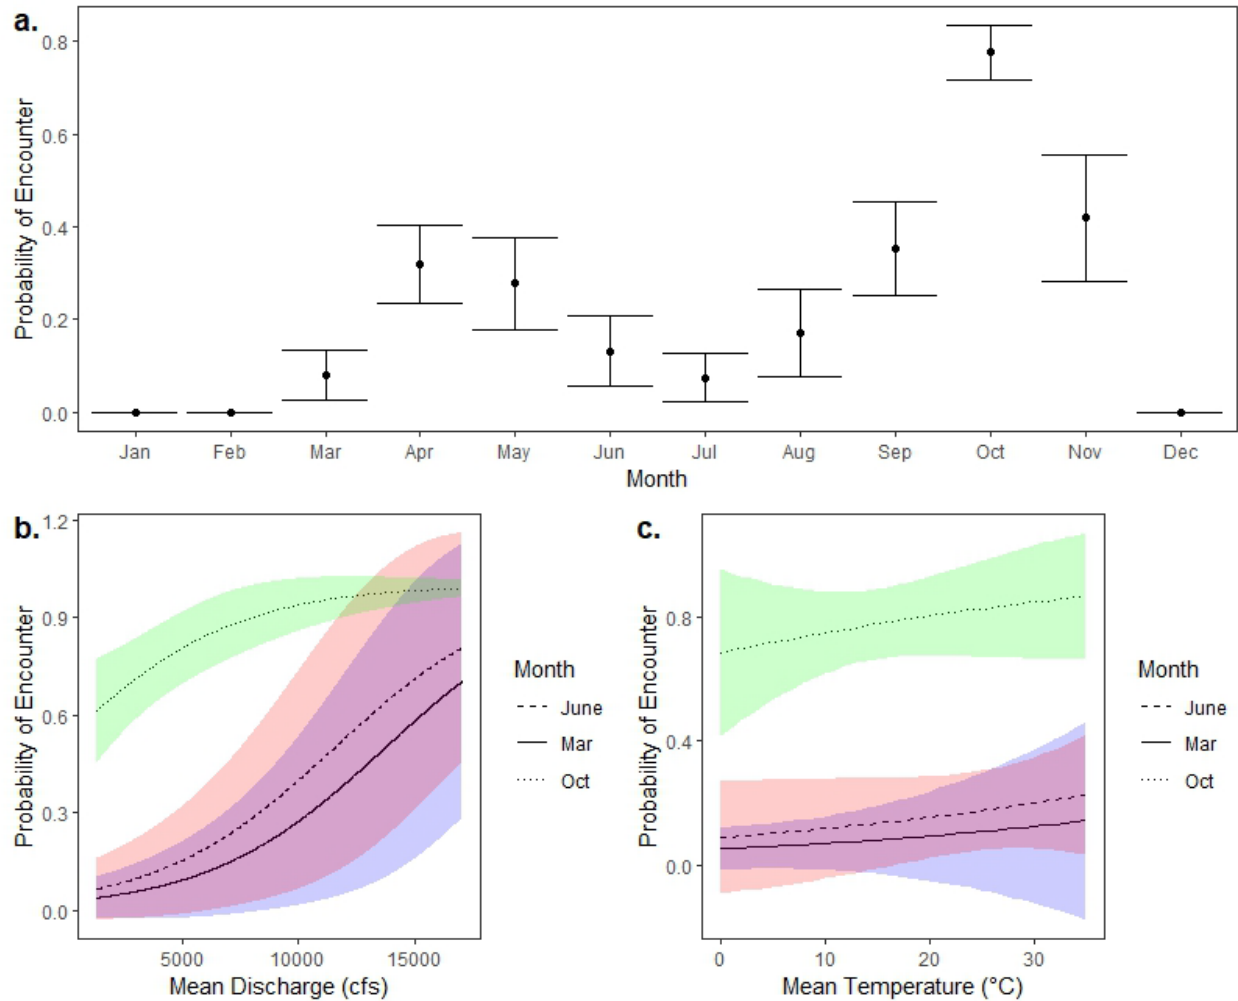 a.
Probability of Encounter
0.8
0.6
0.4
0.2
0.0
Jan Feb Mar Apr May Jun Jul Aug Sep Oct Nov Dec
Month
b.
Probability of Encounter
1.2
0.9
0.6
0.3
0.0
5000 10000 15000
Mean Discharge (cfs)
Month
June
Mar
Oct
c.
Probability of Encounter
0.8
0.4
0.0
0 10 20 30
Mean Temperature (°C)
Month
June
Mar
Oct